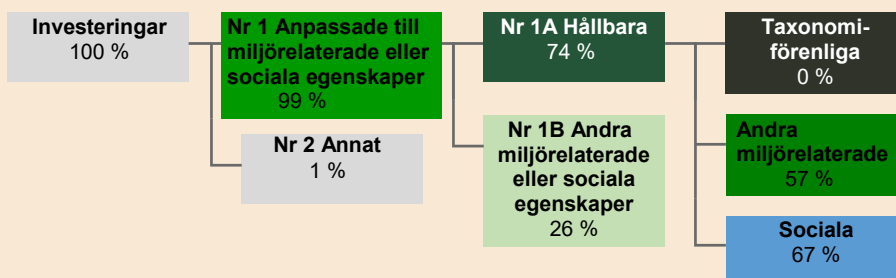 Investeringar
100 %
Nr 1 Anpassade till
miljörelaterade eller
sociala egenskaper
99 %
Nr 2 Annat
1 %
Nr 1A Hållbara
74 %
Nr 1B Andra
miljörelaterade
eller sociala
egenskaper
26 %
Taxonomi-
förenliga
0 %
Andra
miljörelaterade
57 %
Sociala
67 %